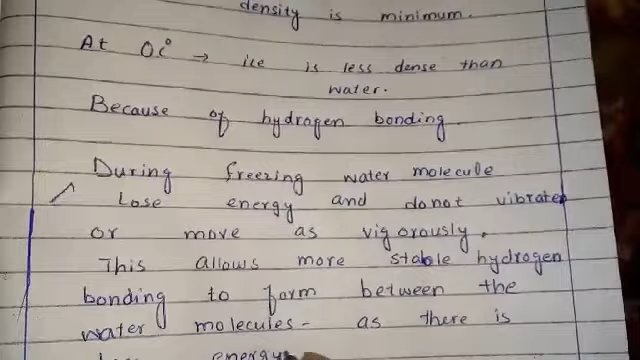 density is minimum.
At 0c° → ice is less dense than
water.
Because of hydrogen bonding.
During freezing water molecule
Lose energy and donot vibrate
or more as vigorously.
This allows more stable hydrogen
bonding to form between the
water molecules- as there is
energy